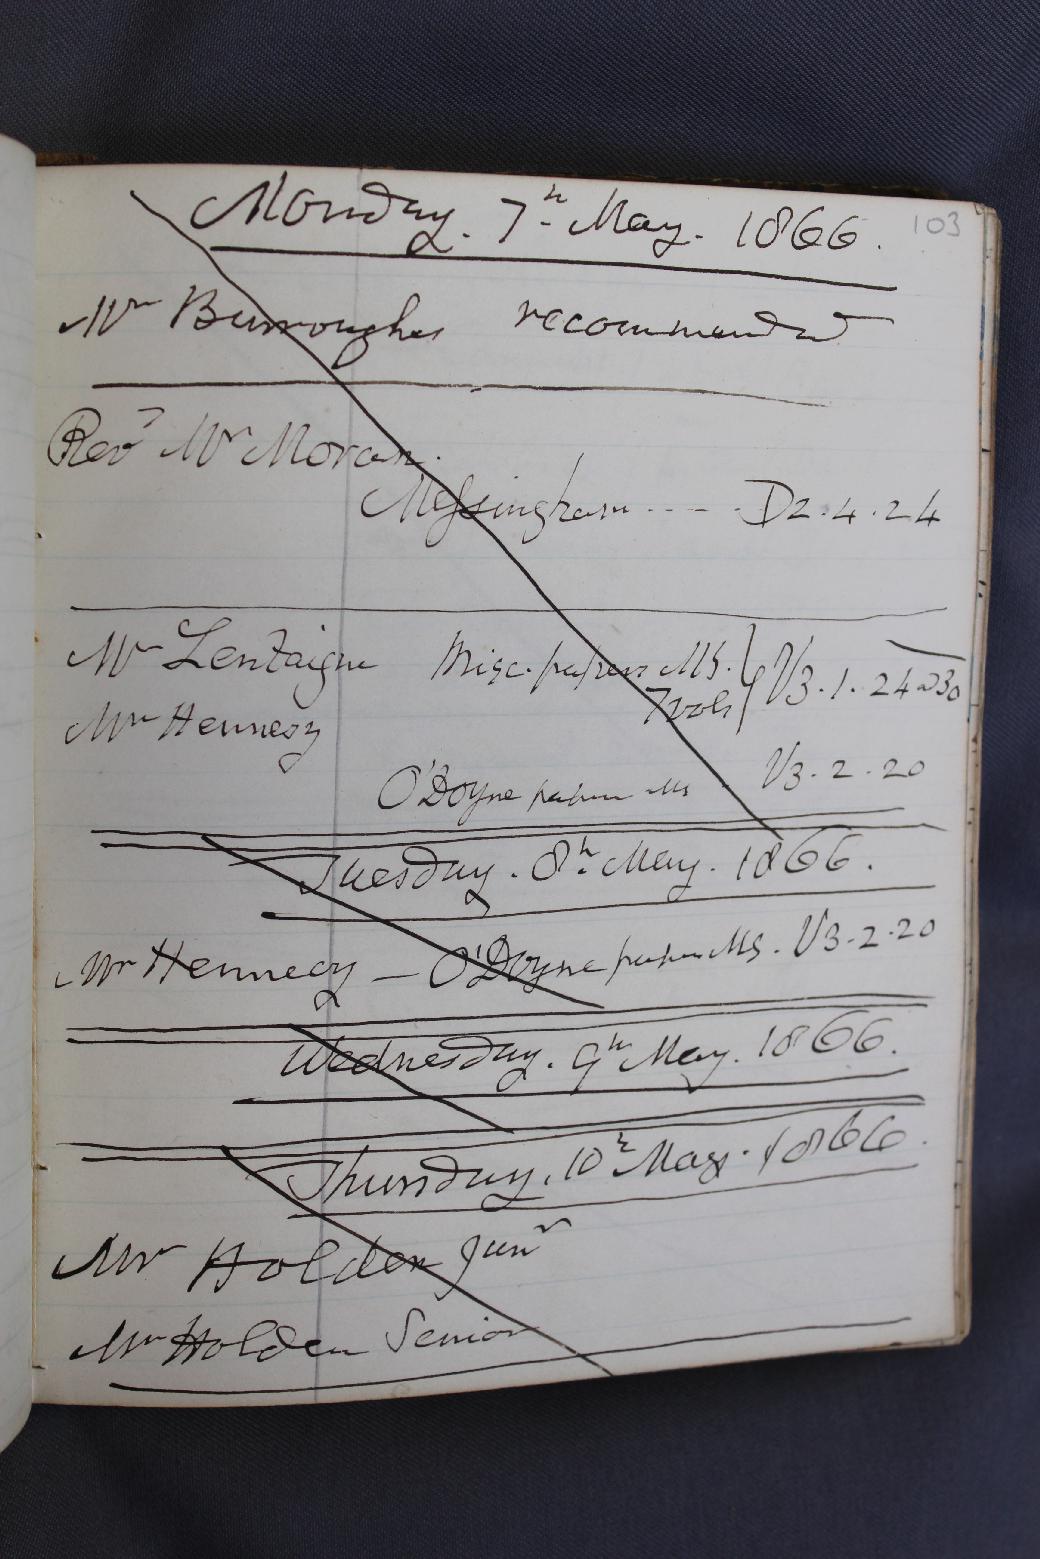 103
Monday. 7th May. 1866.
Mr Burroughes recommended
Revd Mr Moran.
Messingham ---- D2.4.24
Mr Lentaigne Misc. papers MS. } V3.1.24 to 30
7 vols
Mr Hennesy
O'Doyne papers Ms V3.2.20
Tuesday. 8th May. 1866.
Mr Hennecy – O'Doyne papers MS. V3.2.20
Wednesday. 9th May. 1866.
Thursday. 10th May. 1866.
Mr Holden Junr
Mr Holden Senior